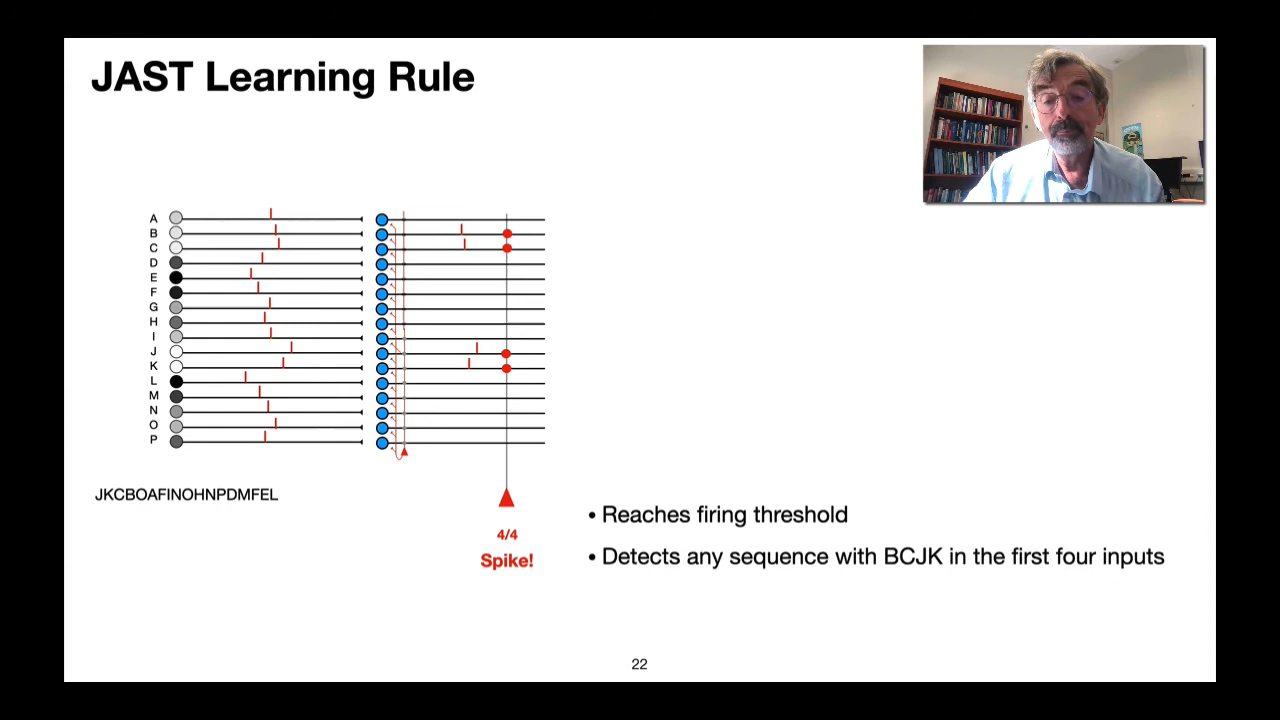 JAST Learning Rule
A
B
C
D
E
F
G
H
I
J
K
L
M
N
O
P
JKCBOAFINOHNPDMFEL
4/4
Spike!
• Reaches firing threshold
• Detects any sequence with BCJK in the first four inputs
22